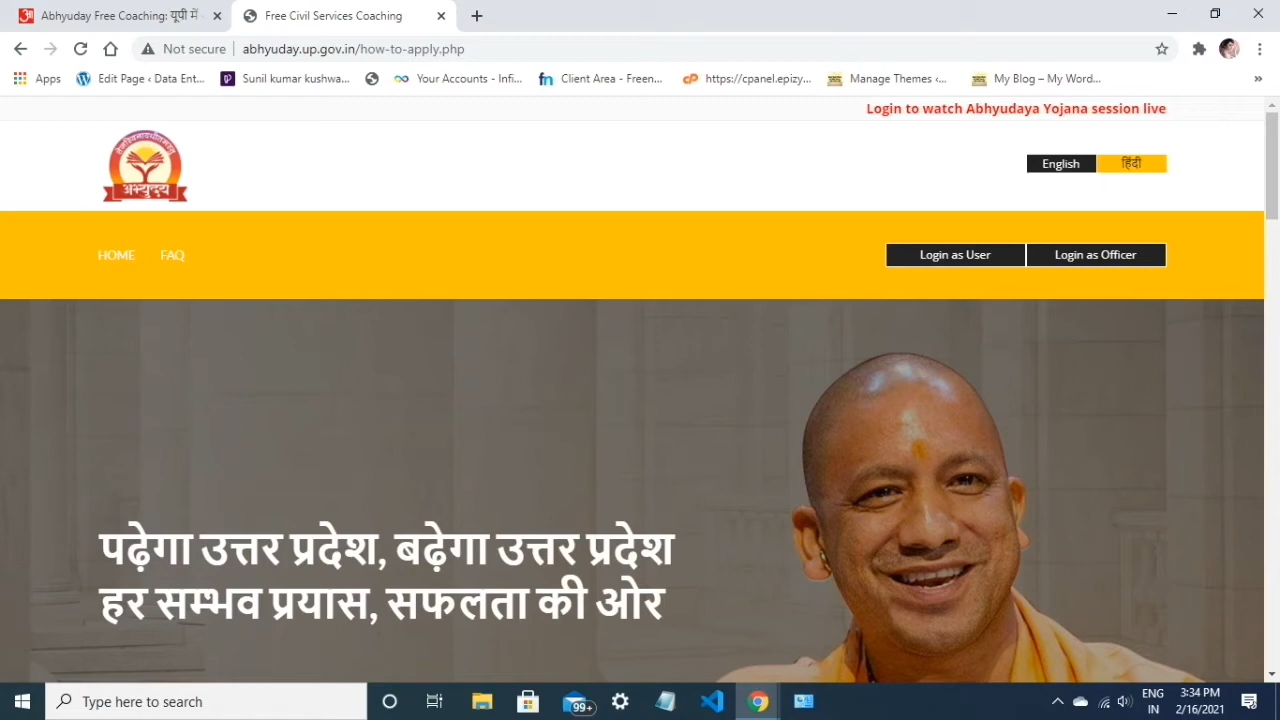 Abhyuday Free Coaching: यूपी में
Free Civil Services Coaching
Not secure
abhyuday.up.gov.in/how-to-apply.php
Apps
Edit Page ‹ Data Ent...
Sunil kumar kushwa...
Your Accounts - Infi...
Client Area - Freen...
https://cpanel.epizy...
Manage Themes ‹...
My Blog – My Word...
Login to watch Abhyudaya Yojana session live
अभ्युदय
English
हिंदी
HOME
FAQ
Login as User
Login as Officer
पढ़ेगा उत्तर प्रदेश, बढ़ेगा उत्तर प्रदेश
हर सम्भव प्रयास, सफलता की ओर
Type here to search
99+
ENG
IN
3:34 PM
2/16/2021